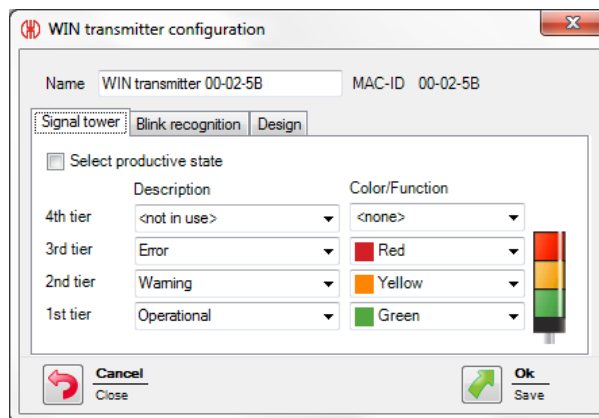 WIN transmitter configuration
Name WIN transmitter 00-02-5B MAC-ID 00-02-5B
Signal tower Blink recognition Design
Select productive state
Description Color/Function
4th tier <not in use> <none>
3rd tier Error Red
2nd tier Warning Yellow
1st tier Operational Green
Cancel Ok
Close Save